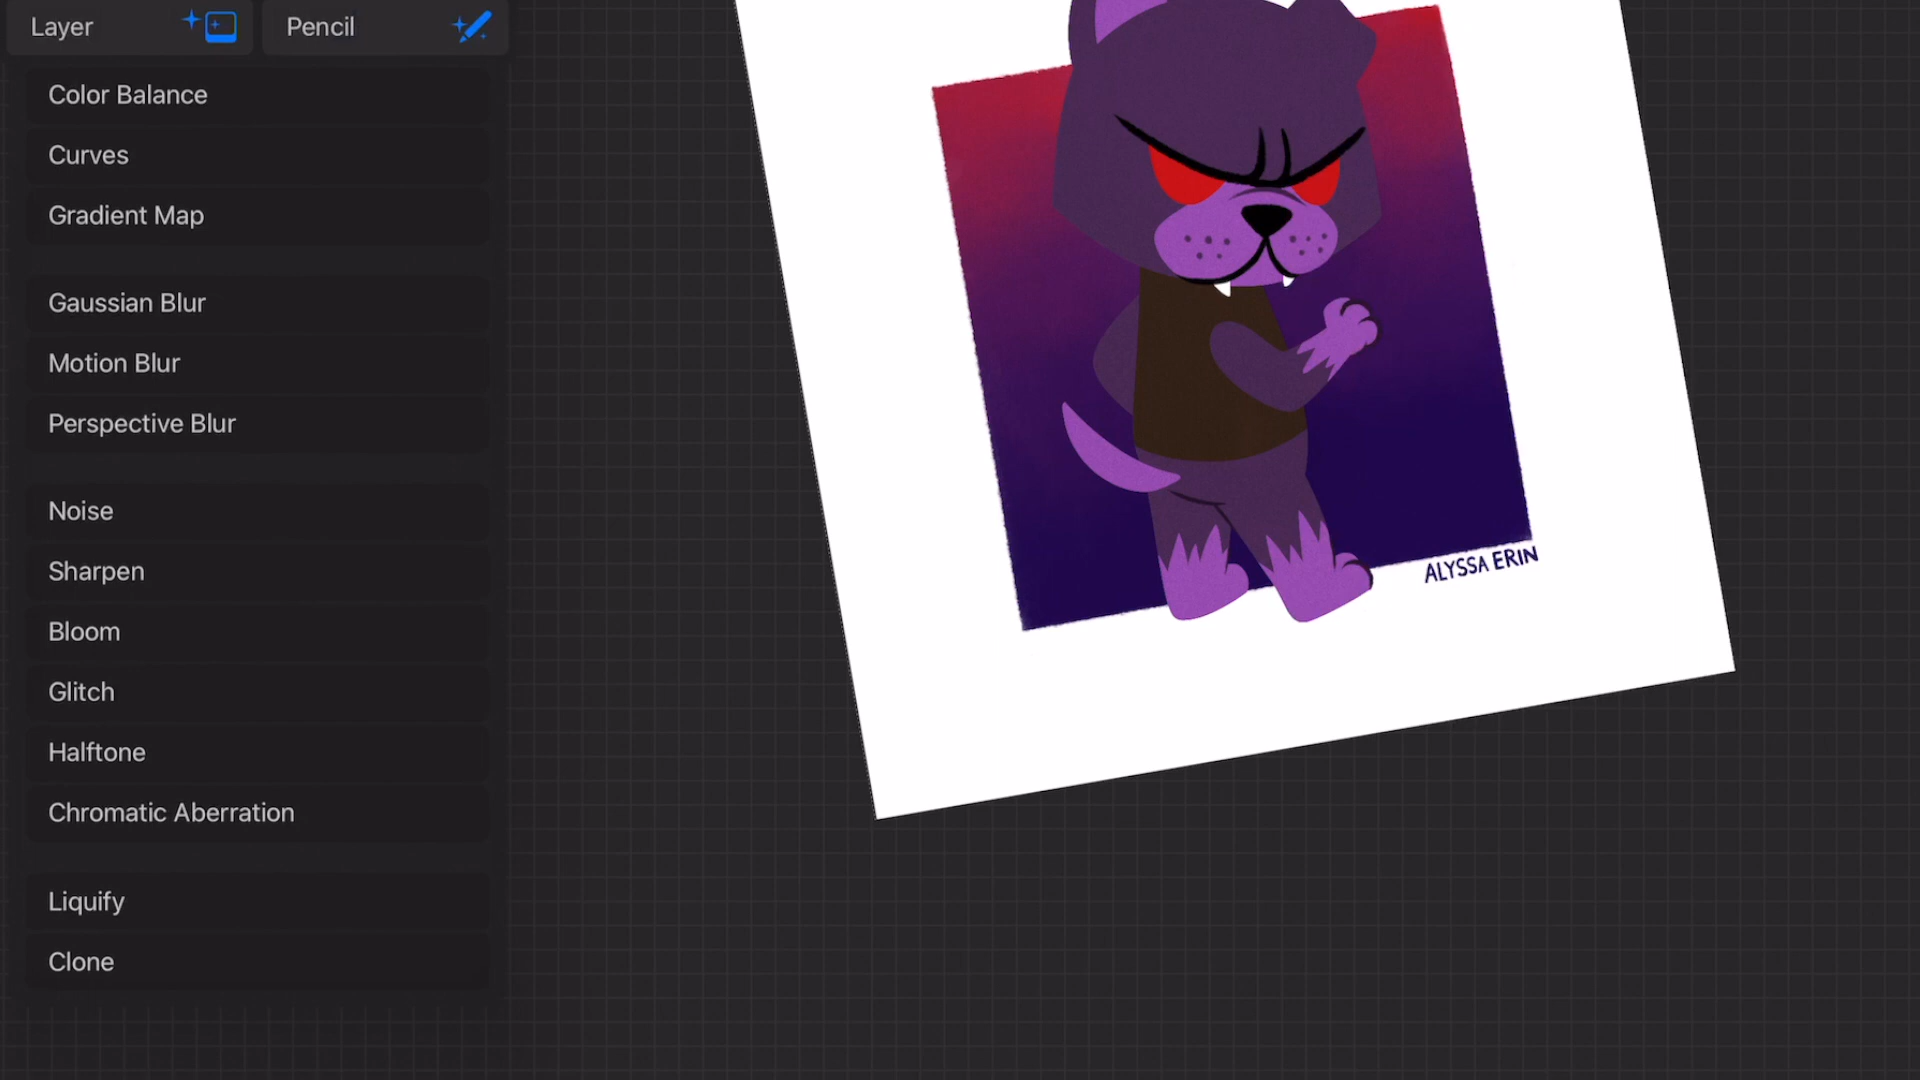 Layer
Pencil
Color Balance
Curves
Gradient Map
Gaussian Blur
Motion Blur
Perspective Blur
Noise
Sharpen
Bloom
Glitch
Halftone
Chromatic Aberration
Liquify
Clone
ALYSSA ERIN